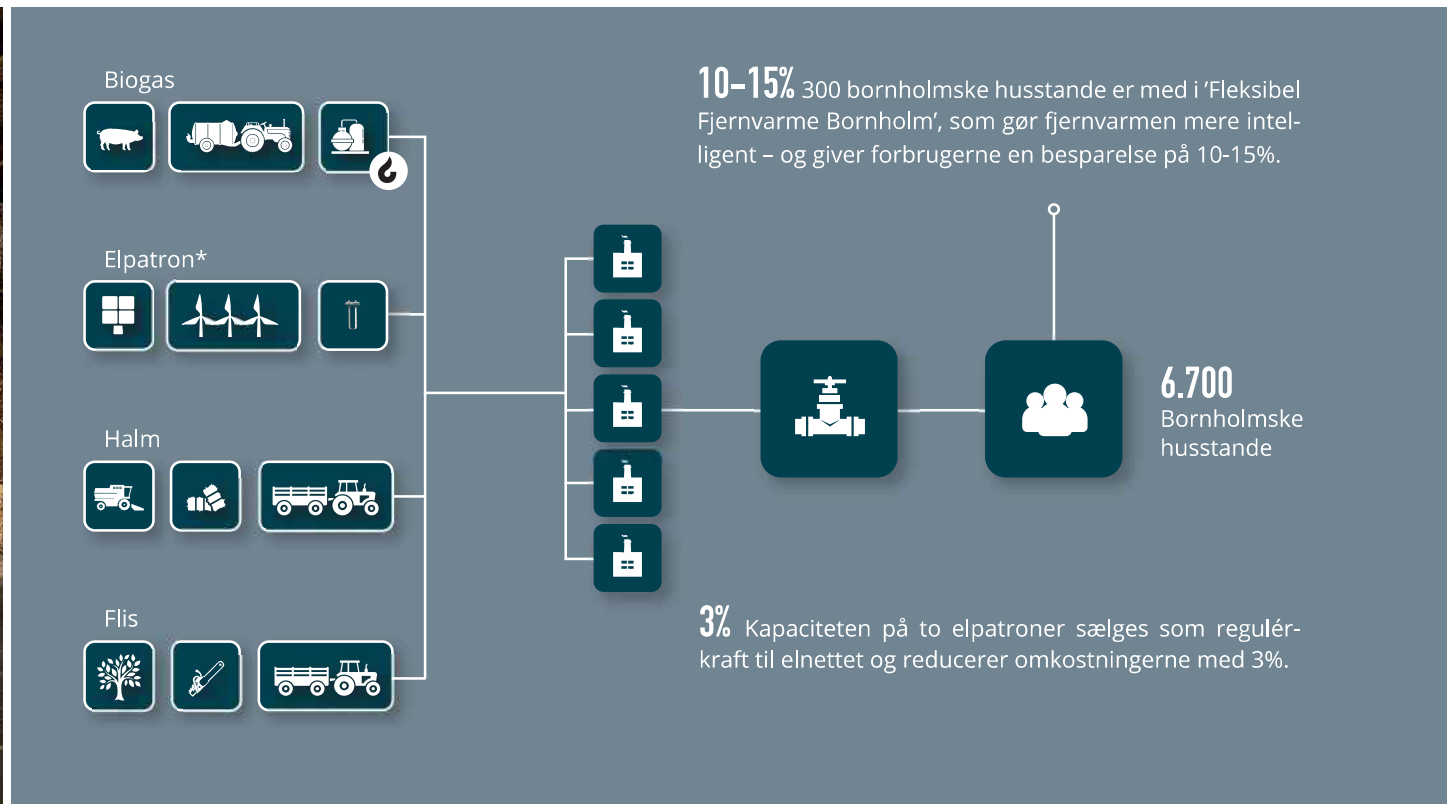 Biogas
Elpatron*
Halm
Flis
10–15% 300 bornholmske husstande er med i ’Fleksibel
Fjernvarme Bornholm’, som gør fjernvarmen mere intel-
ligent – og giver forbrugerne en besparelse på 10-15%.
6.700
Bornholmske
husstande
3% Kapaciteten på to elpatroner sælges som regulér-
kraft til elnettet og reducerer omkostningerne med 3%.